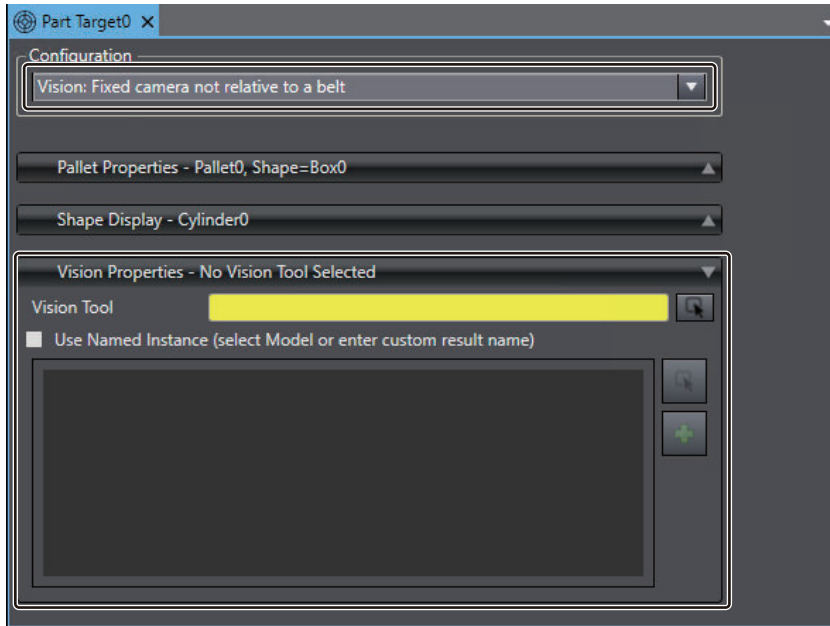 Part Target0
Configuration
Vision: Fixed camera not relative to a belt
Pallet Properties - Pallet0, Shape=Box0
Shape Display - Cylinder0
Vision Properties - No Vision Tool Selected
Vision Tool
Use Named Instance (select Model or enter custom result name)